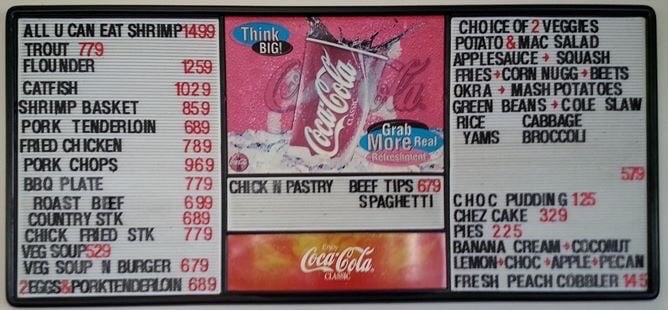 ALL U CAN EAT SHRIMP 1499
TROUT 779
FLOUNDER 1259
CATFISH 1029
SHRIMP BASKET 859
PORK TENDERLOIN 689
FRIED CHICKEN 789
PORK CHOPS 969
BBQ PLATE 779
ROAST BEEF 699
COUNTRY STK 689
CHICK FRIED STK 779
VEG SOUP 529
VEG SOUP N BURGER 679
2EGGS&PORKTENDERLOIN 689
Think
BIG!
Coca-Cola
CLASSIC
Grab
More Real
Refreshment
CHICK N PASTRY BEEF TIPS 679
SPAGHETTI
Enjoy
Coca-Cola
CLASSIC
CHOICE OF 2 VEGGIES
POTATO & MAC SALAD
APPLESAUCE + SQUASH
FRIES + CORN NUGG + BEETS
OKRA + MASH POTATOES
GREEN BEANS + COLE SLAW
RICE CABBAGE
YAMS BROCCOLI
579
CHOC PUDDING 125
CHEZ CAKE 329
PIES 225
BANANA CREAM + COCONUT
LEMON + CHOC + APPLE + PECAN
FRESH PEACH COBBLER